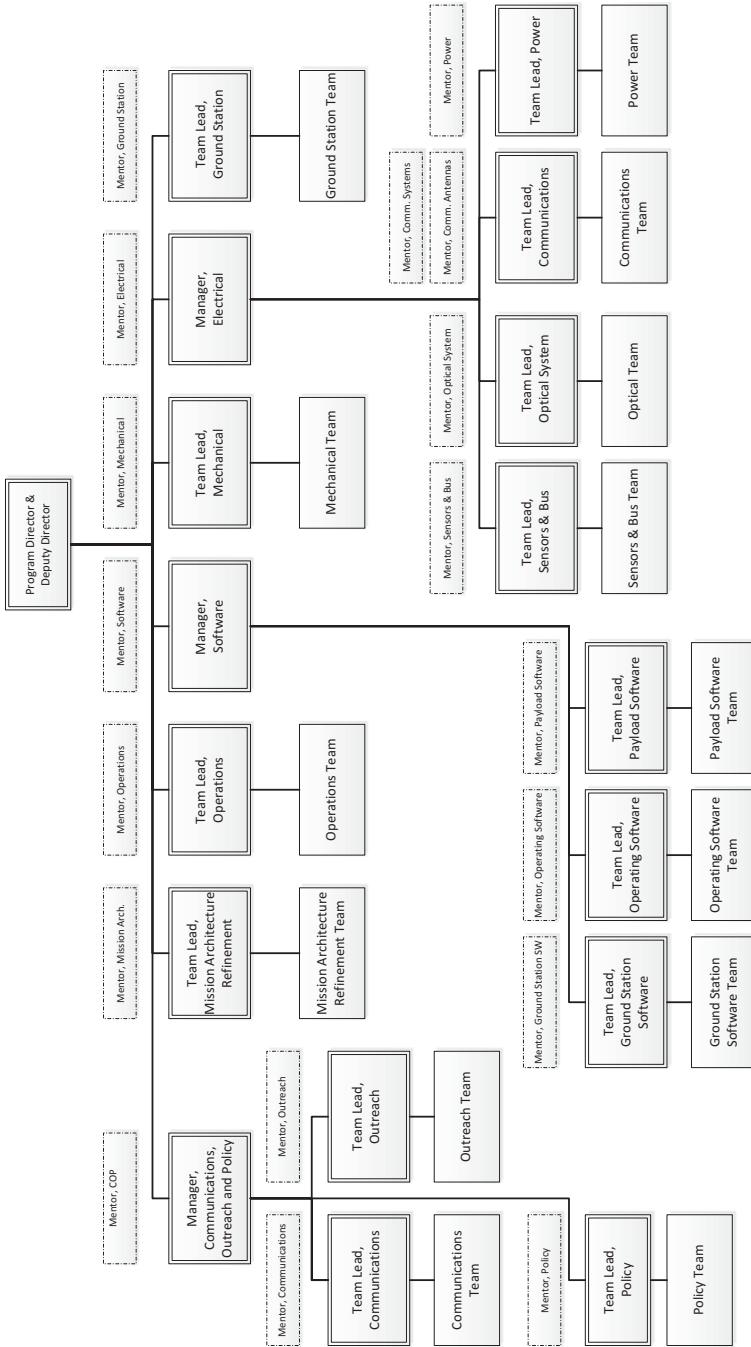 Program Director &
Deputy Director
Mentor, COP
Mentor, Mission Arch.
Mentor, Operations
Mentor, Software
Mentor, Mechanical
Mentor, Electrical
Mentor, Ground Station
Manager,
Communications,
Outreach and Policy
Team Lead,
Mission Architecture
Refinement
Team Lead,
Operations
Manager,
Software
Team Lead,
Mechanical
Manager,
Electrical
Team Lead,
Ground Station
Mission Architecture
Refinement Team
Operations Team
Mechanical Team
Ground Station Team
Mentor, Communications
Mentor, Outreach
Team Lead,
Communications
Team Lead,
Outreach
Communications
Team
Outreach Team
Mentor, Policy
Team Lead,
Policy
Policy Team
Mentor, Ground Station SW
Mentor, Operating Software
Mentor, Payload Software
Team Lead,
Ground Station
Software
Team Lead,
Operating Software
Team Lead,
Payload Software
Ground Station
Software Team
Operating Software
Team
Payload Software
Team
Mentor, Sensors & Bus
Mentor, Optical System
Mentor, Comm. Systems
Mentor, Comm. Antennas
Mentor, Power
Team Lead,
Sensors & Bus
Team Lead,
Optical System
Team Lead,
Communications
Team Lead, Power
Sensors & Bus Team
Optical Team
Communications
Team
Power Team